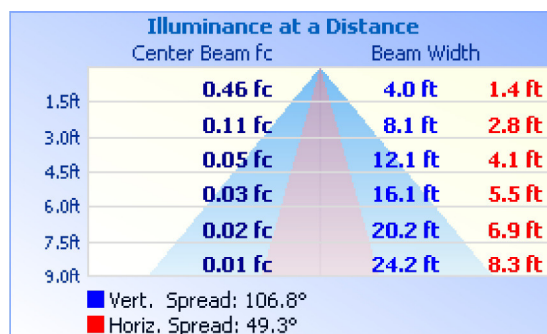 Illuminance at a Distance
Center Beam fc Beam Width
0.46 fc 4.0 ft 1.4 ft
1.5ft
0.11 fc 8.1 ft 2.8 ft
3.0ft
0.05 fc 12.1 ft 4.1 ft
4.5ft
0.03 fc 16.1 ft 5.5 ft
6.0ft
0.02 fc 20.2 ft 6.9 ft
7.5ft
0.01 fc 24.2 ft 8.3 ft
9.0ft
Vert. Spread: 106.8°
Horiz. Spread: 49.3°